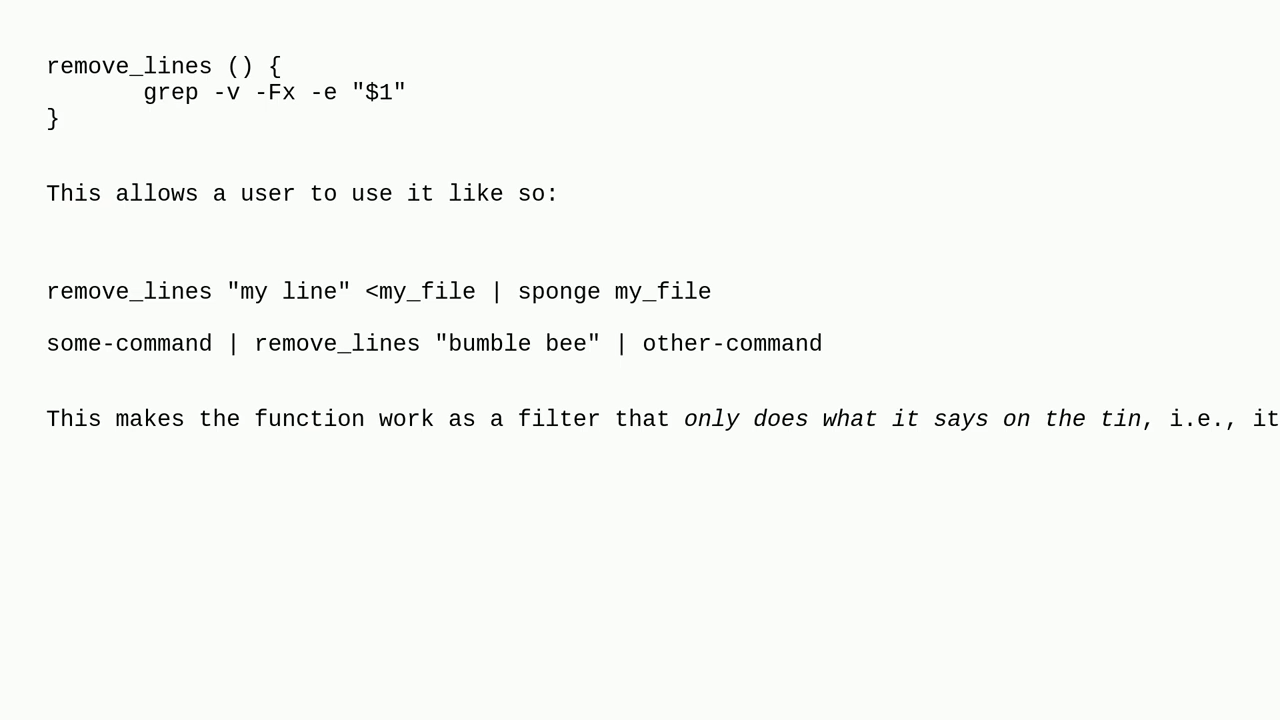 remove_lines () {
       grep -v -Fx -e "$1"
}
This allows a user to use it like so:
remove_lines "my line" <my_file | sponge my_file
some-command | remove_lines "bumble bee" | other-command
This makes the function work as a filter that only does what it says on the tin, i.e., it